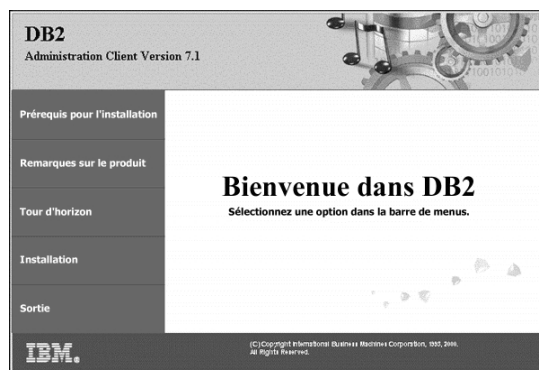 DB2
Administration Client Version 7.1
Prérequis pour l'installation
Remarques sur le produit
Tour d'horizon
Installation
Sortie
Bienvenue dans DB2
Sélectionnez une option dans la barre de menus.
IBM.
(C) Copyright International Business Machines Corporation, 1993, 2000.
All Rights Reserved.